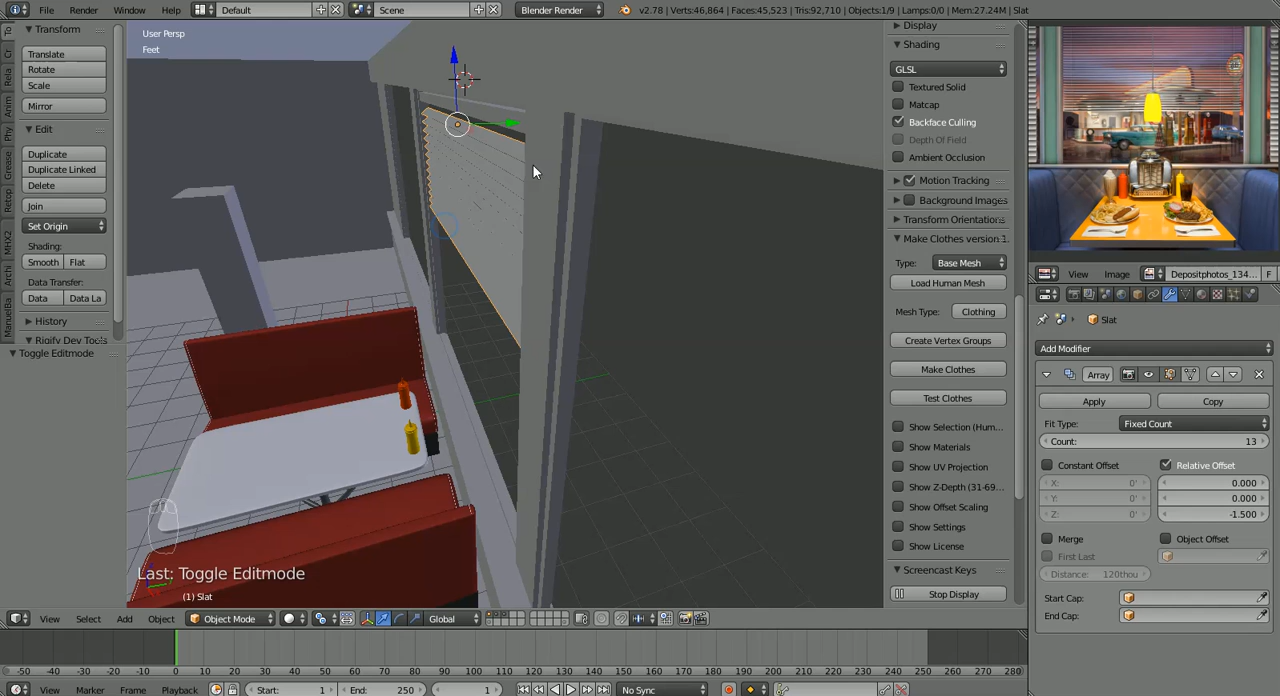 File Render Window Help Default Scene Blender Render v2.78 | Verts:46,864 | Faces:45,523 | Tris:92,710 | Objects:1/9 | Lamps:0/0 | Mem:27.24M | Slat
Transform
Translate
Rotate
Scale
Mirror
Edit
Duplicate
Duplicate Linked
Delete
Join
Set Origin
Shading:
Smooth Flat
Data Transfer:
Data Data La
History
Rigify Dev Tools
Toggle Editmode
To
Cr
Rela
Anim
Phy
Grease
Retop
MHX2
Archi
ManuelBa
User Persp
Feet
Last: Toggle Editmode
(1) Slat
Display
Shading
GLSL
Textured Solid
Matcap
Backface Culling
Depth Of Field
Ambient Occlusion
Motion Tracking
Background Images
Transform Orientations
Make Clothes version 1.
Type: Base Mesh
Load Human Mesh
Mesh Type: Clothing
Create Vertex Groups
Make Clothes
Test Clothes
Show Selection (Hum...
Show Materials
Show UV Projection
Show Z-Depth (31-69...
Show Offset Scaling
Show Settings
Show License
Screencast Keys
Stop Display
View Image Depositphotos_134... F
Slat
Add Modifier
Array
Apply Copy
Fit Type: Fixed Count
Count: 13
Constant Offset Relative Offset
X: 0' 0.000
Y: 0' 0.000
Z: 0' -1.500
Merge Object Offset
First Last
Distance: 120thou
Start Cap:
End Cap:
View Select Add Object Object Mode Global
-50 -40 -30 -20 -10 0 10 20 30 40 50 60 70 80 90 100 110 120 130 140 150 160 170 180 190 200 210 220 230 240 250 260 270 280
View Marker Frame Playback Start: 1 End: 250 1 No Sync